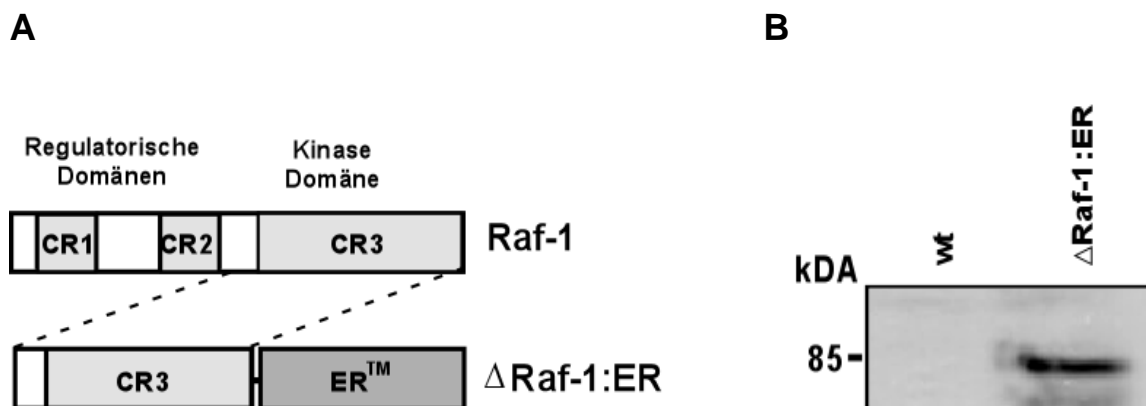 A
B
Regulatorische
Domänen
Kinase
Domäne
CR1
CR2
CR3
Raf-1
CR3
ER™
Δ Raf-1:ER
wt
ΔRaf-1:ER
kDA
85-